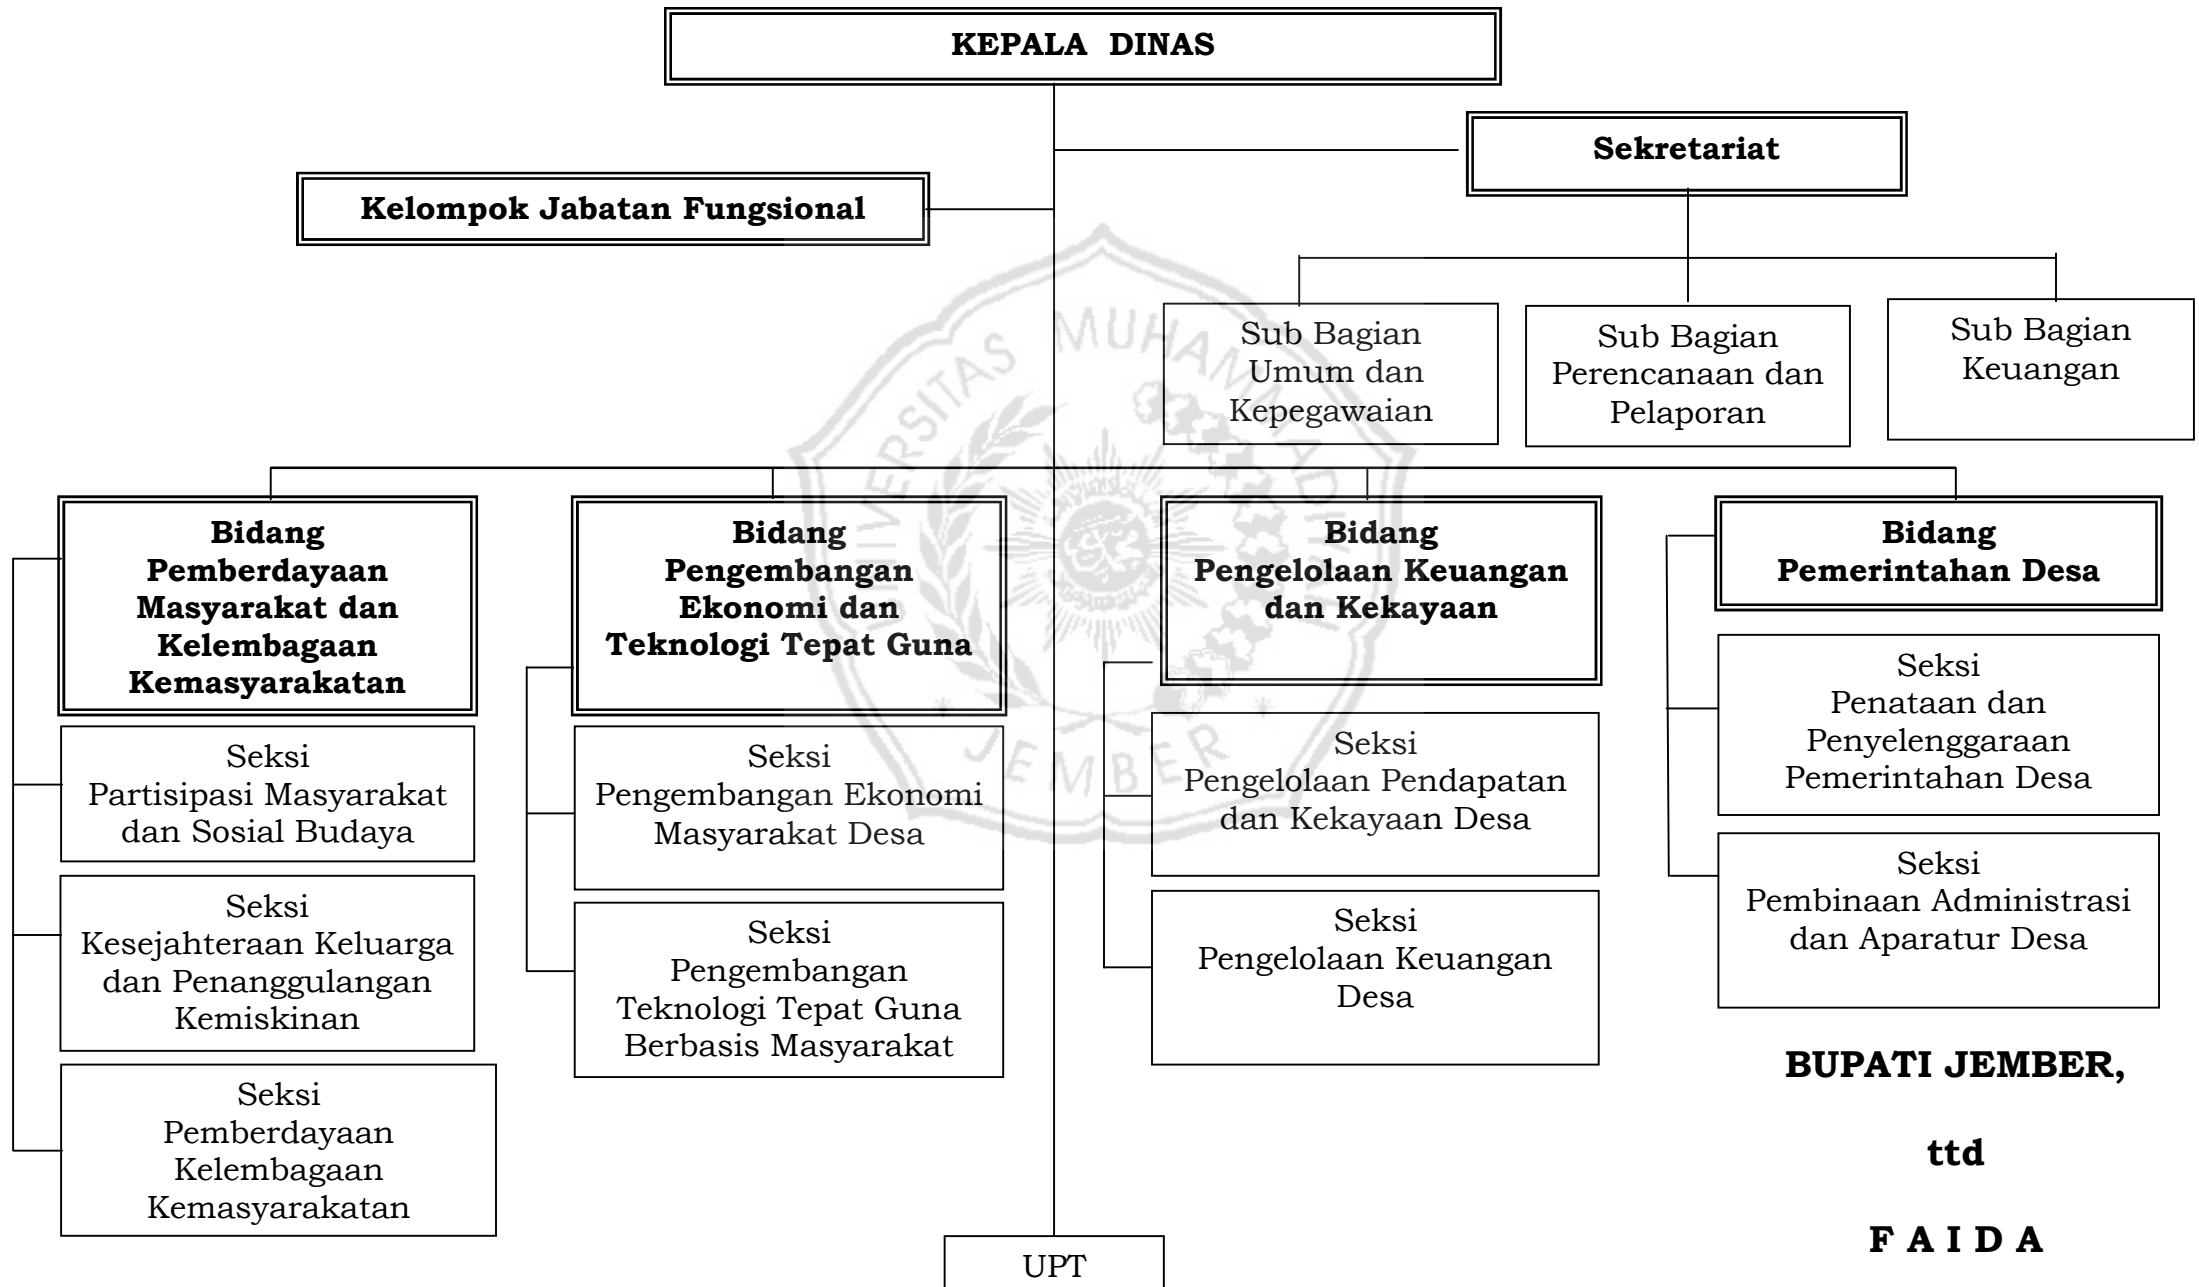 KEPALA DINAS
Sekretariat
Kelompok Jabatan Fungsional
Sub Bagian
Umum dan
Kepegawaian
Sub Bagian
Perencanaan dan
Pelaporan
Sub Bagian
Keuangan
Bidang
Pemberdayaan
Masyarakat dan
Kelembagaan
Kemasyarakatan
Bidang
Pengembangan
Ekonomi dan
Teknologi Tepat Guna
Bidang
Pengelolaan Keuangan
dan Kekayaan
Bidang
Pemerintahan Desa
Seksi
Partisipasi Masyarakat
dan Sosial Budaya
Seksi
Kesejahteraan Keluarga
dan Penanggulangan
Kemiskinan
Seksi
Pemberdayaan
Kelembagaan
Kemasyarakatan
Seksi
Pengembangan Ekonomi
Masyarakat Desa
Seksi
Pengembangan
Teknologi Tepat Guna
Berbasis Masyarakat
Seksi
Pengelolaan Pendapatan
dan Kekayaan Desa
Seksi
Pengelolaan Keuangan
Desa
Seksi
Penataan dan
Penyelenggaraan
Pemerintahan Desa
Seksi
Pembinaan Administrasi
dan Aparatur Desa
UPT
BUPATI JEMBER,
ttd
F A I D A
UNIVERSITAS MUHAMMADIYAH
JEMBER